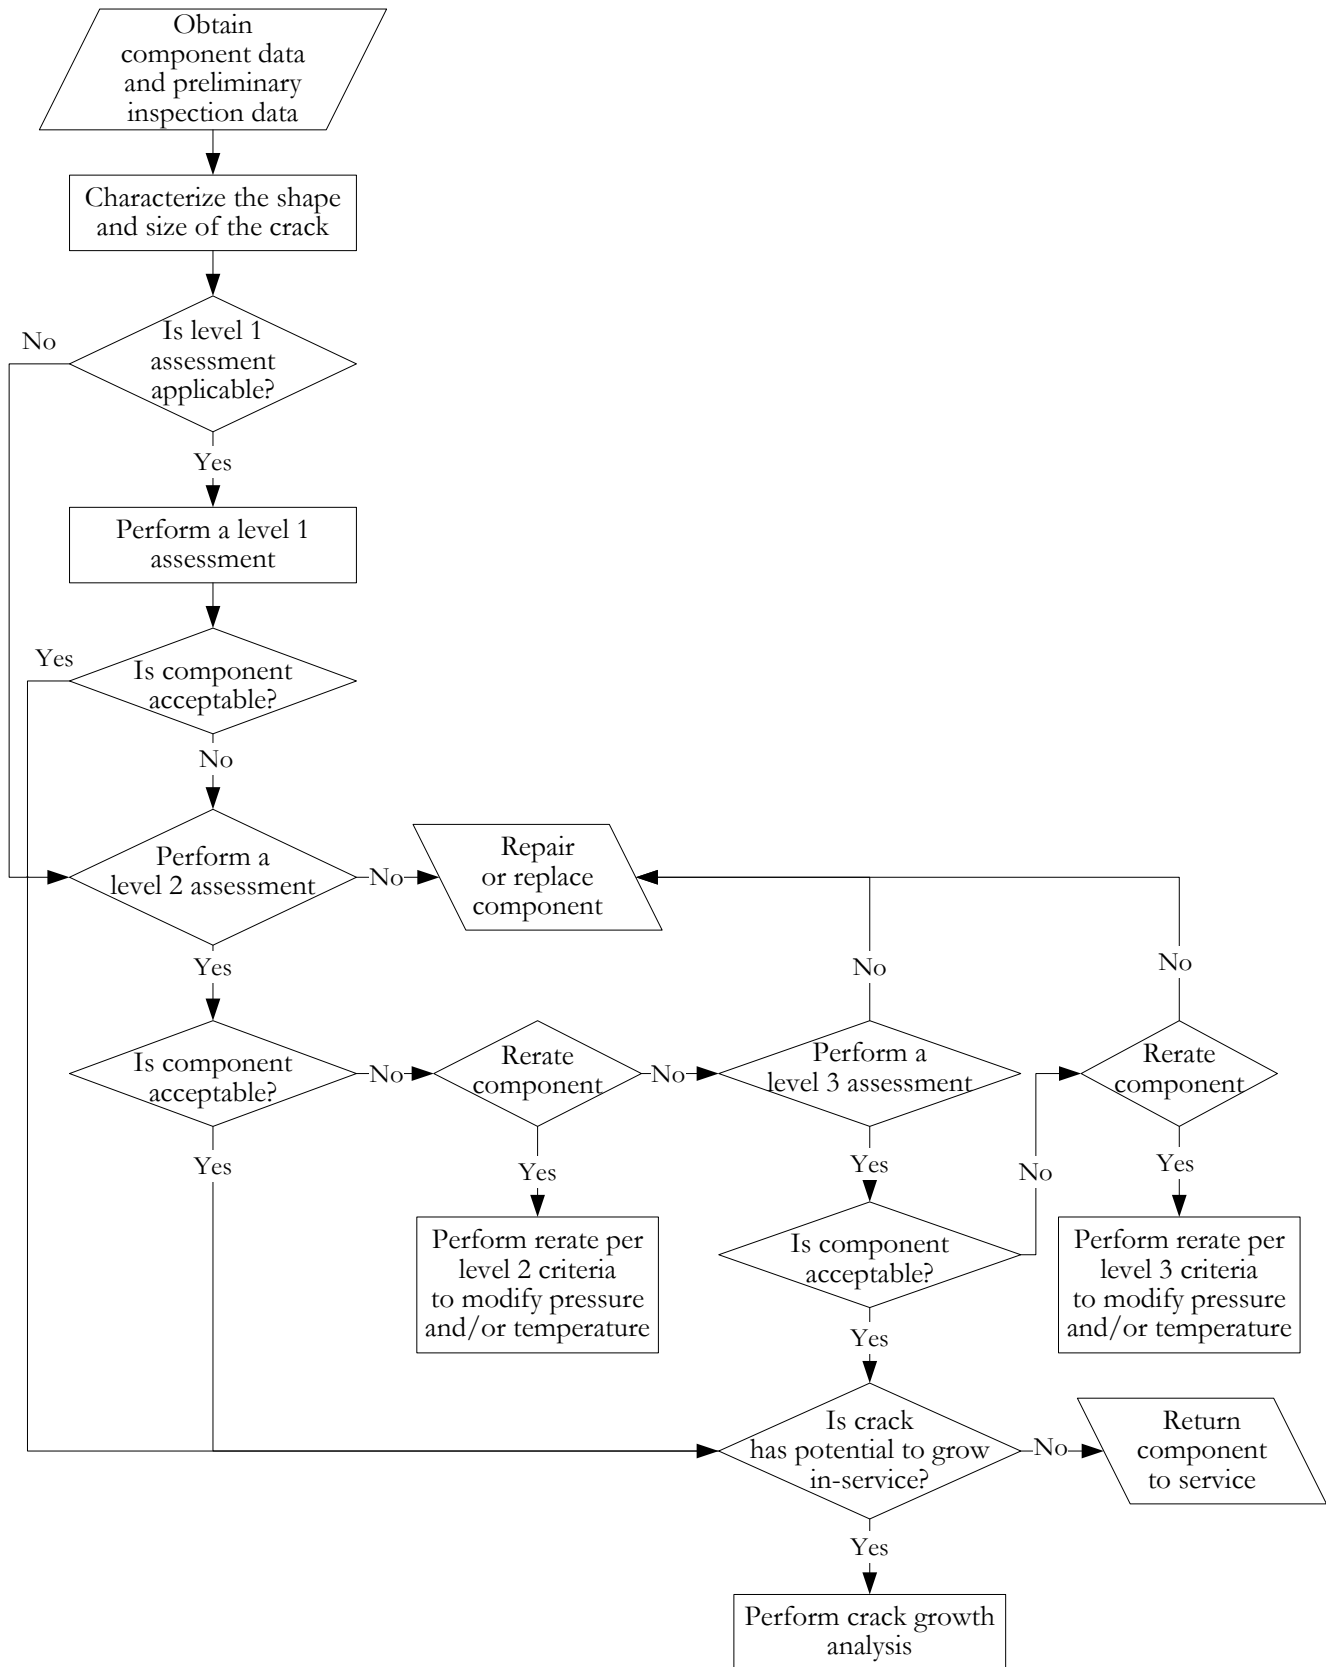 Obtain
component data
and preliminary
inspection data
Characterize the shape
and size of the crack
Is level 1
assessment
applicable?
No
Yes
Perform a level 1
assessment
Is component
acceptable?
Yes
No
Perform a
level 2 assessment
No
Repair
or replace
component
Yes
No
No
Is component
acceptable?
No
Rerate
component
No
Perform a
level 3 assessment
Rerate
component
Yes
Yes
Yes
No
Yes
Perform rerate per
level 2 criteria
to modify pressure
and/or temperature
Is component
acceptable?
Perform rerate per
level 3 criteria
to modify pressure
and/or temperature
Yes
Is crack
has potential to grow
in-service?
No
Return
component
to service
Yes
Perform crack growth
analysis